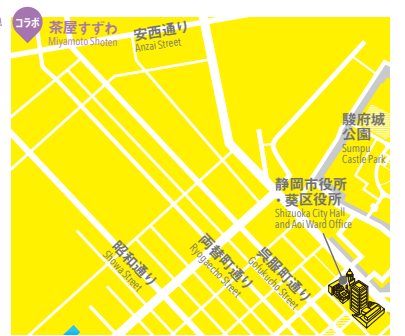 コラボ
茶屋すずわ
Miyamoto Shoten
安西通り
Anzai Street
駿府城
公園
Sumpu
Castle Park
静岡市役所
・葵区役所
Shizuoka City Hall
and Aoi Ward Office
昭和通り
Showa Street
両替町通り
Ryogaecho Street
呉服町通り
Gofukucho Street